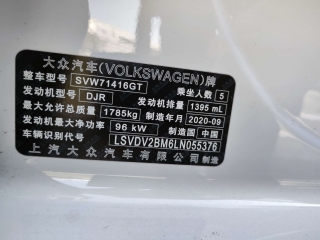 大众汽车(VOLKSWAGEN)牌
整车型号 SVW71416GT 乘坐人数 5
发动机型号 DJR 发动机排量 1395 mL
最大允许总质量 1785kg 制造年月 2020-09
发动机最大净功率 96 kW 制造国 中国
车辆识别代号 LSVDV2BM6LN055376
上汽大众汽车有限公司